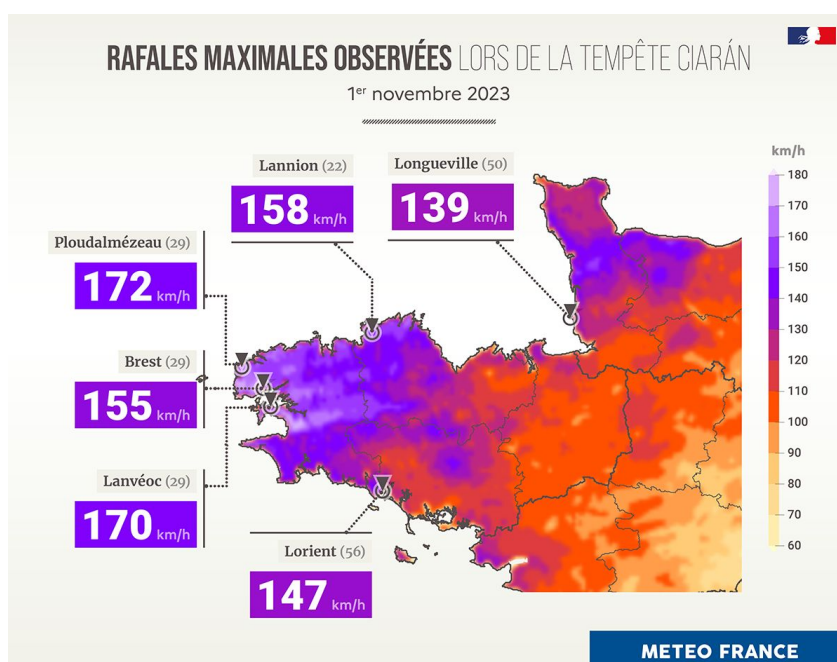 RAFALES MAXIMALES OBSERVÉES LORS DE LA TEMPÊTE CIARÁN
1er novembre 2023
Lannion (22)
158 km/h
Longueville (50)
139 km/h
Ploudalmézeau (29)
172 km/h
Brest (29)
155 km/h
Lanvéoc (29)
170 km/h
Lorient (56)
147 km/h
km/h
180
170
160
150
140
130
120
110
100
90
80
70
60
METEO FRANCE